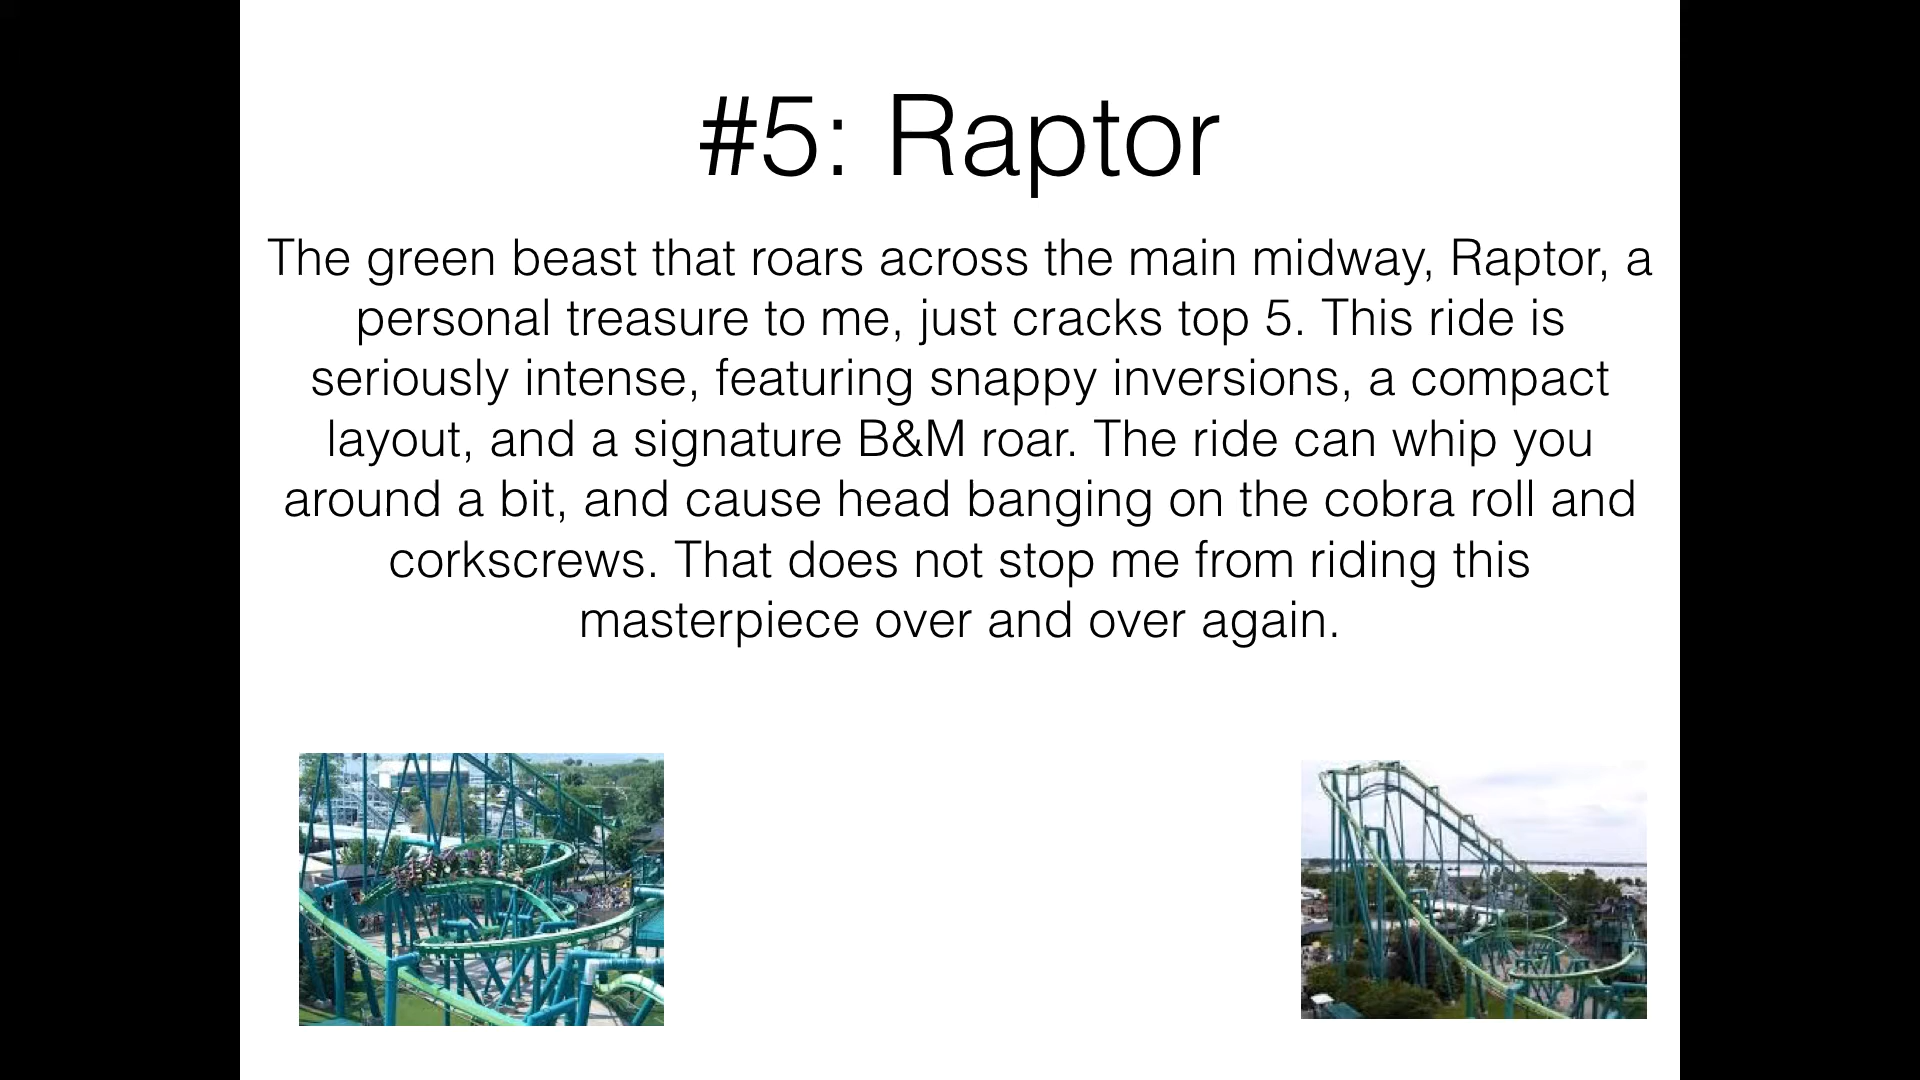 #5: Raptor
The green beast that roars across the main midway, Raptor, a
personal treasure to me, just cracks top 5. This ride is
seriously intense, featuring snappy inversions, a compact
layout, and a signature B&M roar. The ride can whip you
around a bit, and cause head banging on the cobra roll and
corkscrews. That does not stop me from riding this
masterpiece over and over again.